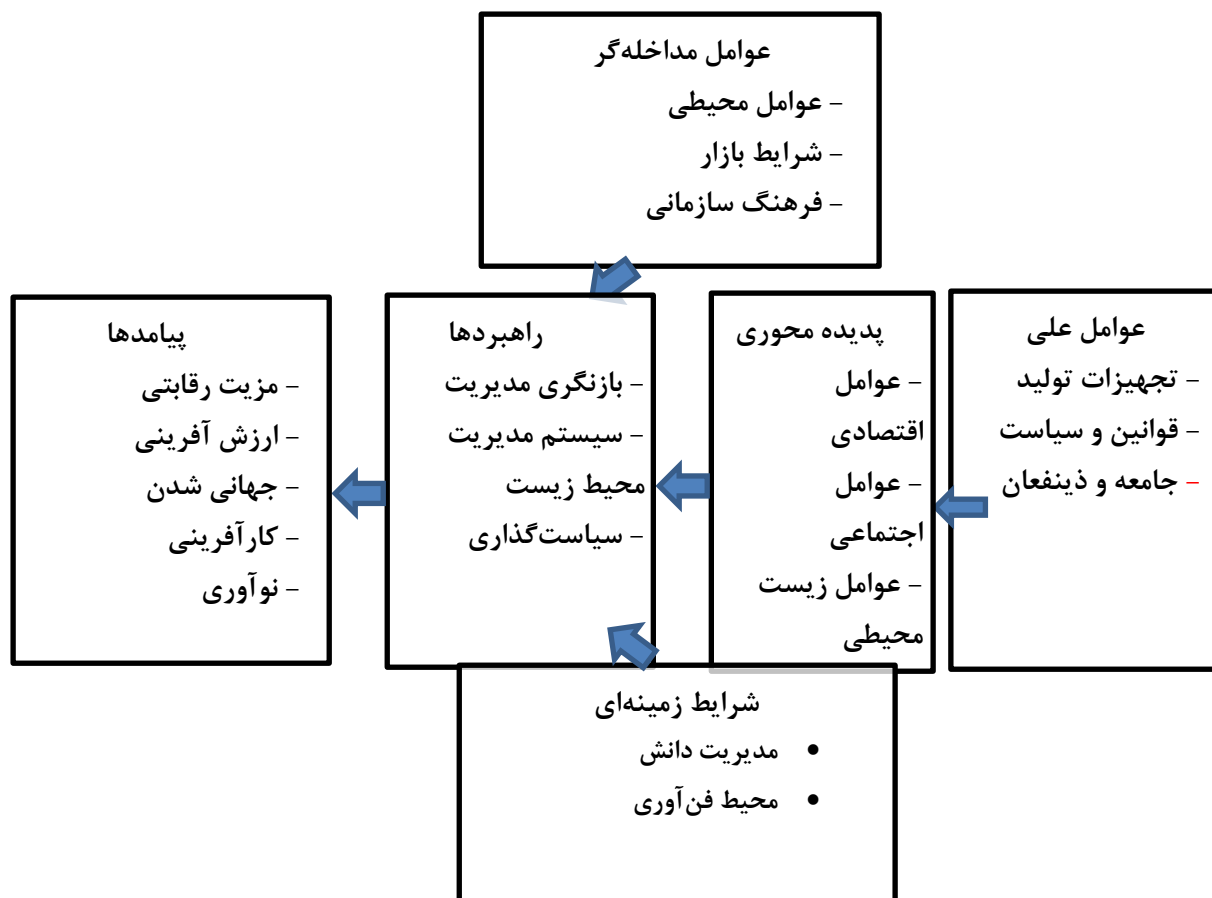 عوامل مداخله‌گر
- عوامل محیطی
- شرایط بازار
- فرهنگ سازمانی
عوامل علی
- تجهیزات تولید
- قوانین و سیاست
- جامعه و ذینفعان
پدیده محوری
- عوامل
اقتصادی
- عوامل
اجتماعی
- عوامل زیست
محیطی
راهبردها
- بازنگری مدیریت
- سیستم مدیریت
محیط زیست
- سیاست‌گذاری
پیامدها
- مزیت رقابتی
- ارزش آفرینی
- جهانی شدن
- کارآفرینی
- نوآوری
شرایط زمینه‌ای
• مدیریت دانش
• محیط فن‌آوری